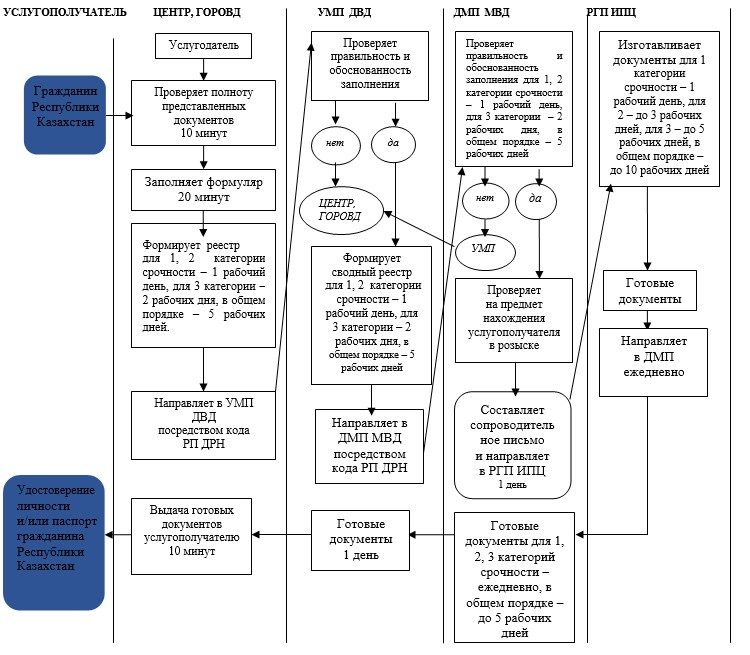 УСЛУГОПОЛУЧАТЕЛЬ
ЦЕНТР, ГОРОВД
УМП ДВД
ДМП МВД
РГП ИПЦ
Гражданин
Республики
Казахстан
Услугодатель
Проверяет полноту
представленных
документов
10 минут
Заполняет формуляр
20 минут
Формирует реестр
для 1, 2 категории
срочности – 1 рабочий
день, для 3 категории –
2 рабочих дня, в общем
порядке – 5 рабочих
дней.
Направляет в УМП
ДВД
посредством кода
РП ДРН
Проверяет
правильность и
обоснованность
заполнения
нет
да
ЦЕНТР,
ГОРОВД
Формирует
сводный реестр
для 1, 2 категории
срочности – 1
рабочий день, для
3 категории – 2
рабочих дня, в
общем порядке – 5
рабочих дней
Направляет в
ДМП МВД
посредством
кода РП ДРН
Проверяет
правильность и
обоснованность
заполнения для 1, 2
категории срочности
– 1 рабочий день,
для 3 категории – 2
рабочих дня, в
общем порядке – 5
рабочих дней
нет
да
УМП
Проверяет
на предмет
нахождения
услугополучателя
в розыске
Составляет
сопроводитель
ное письмо
и направляет
в РГП ИПЦ
1 день
Изготавливает
документы для 1
категории
срочности – 1
рабочий день, для
2 – до 3 рабочих
дней, для 3 – до 5
рабочих дней, в
общем порядке –
до 10 рабочих дней
Готовые
документы
Направляет
в ДМП
ежедневно
Удостоверение
личности
и/или паспорт
гражданина
Республики
Казахстан
Выдача готовых
документов
услугополучателю
10 минут
Готовые
документы
1 день
Готовые
документы для 1,
2, 3 категорий
срочности –
ежедневно, в
общем порядке –
до 5 рабочих
дней